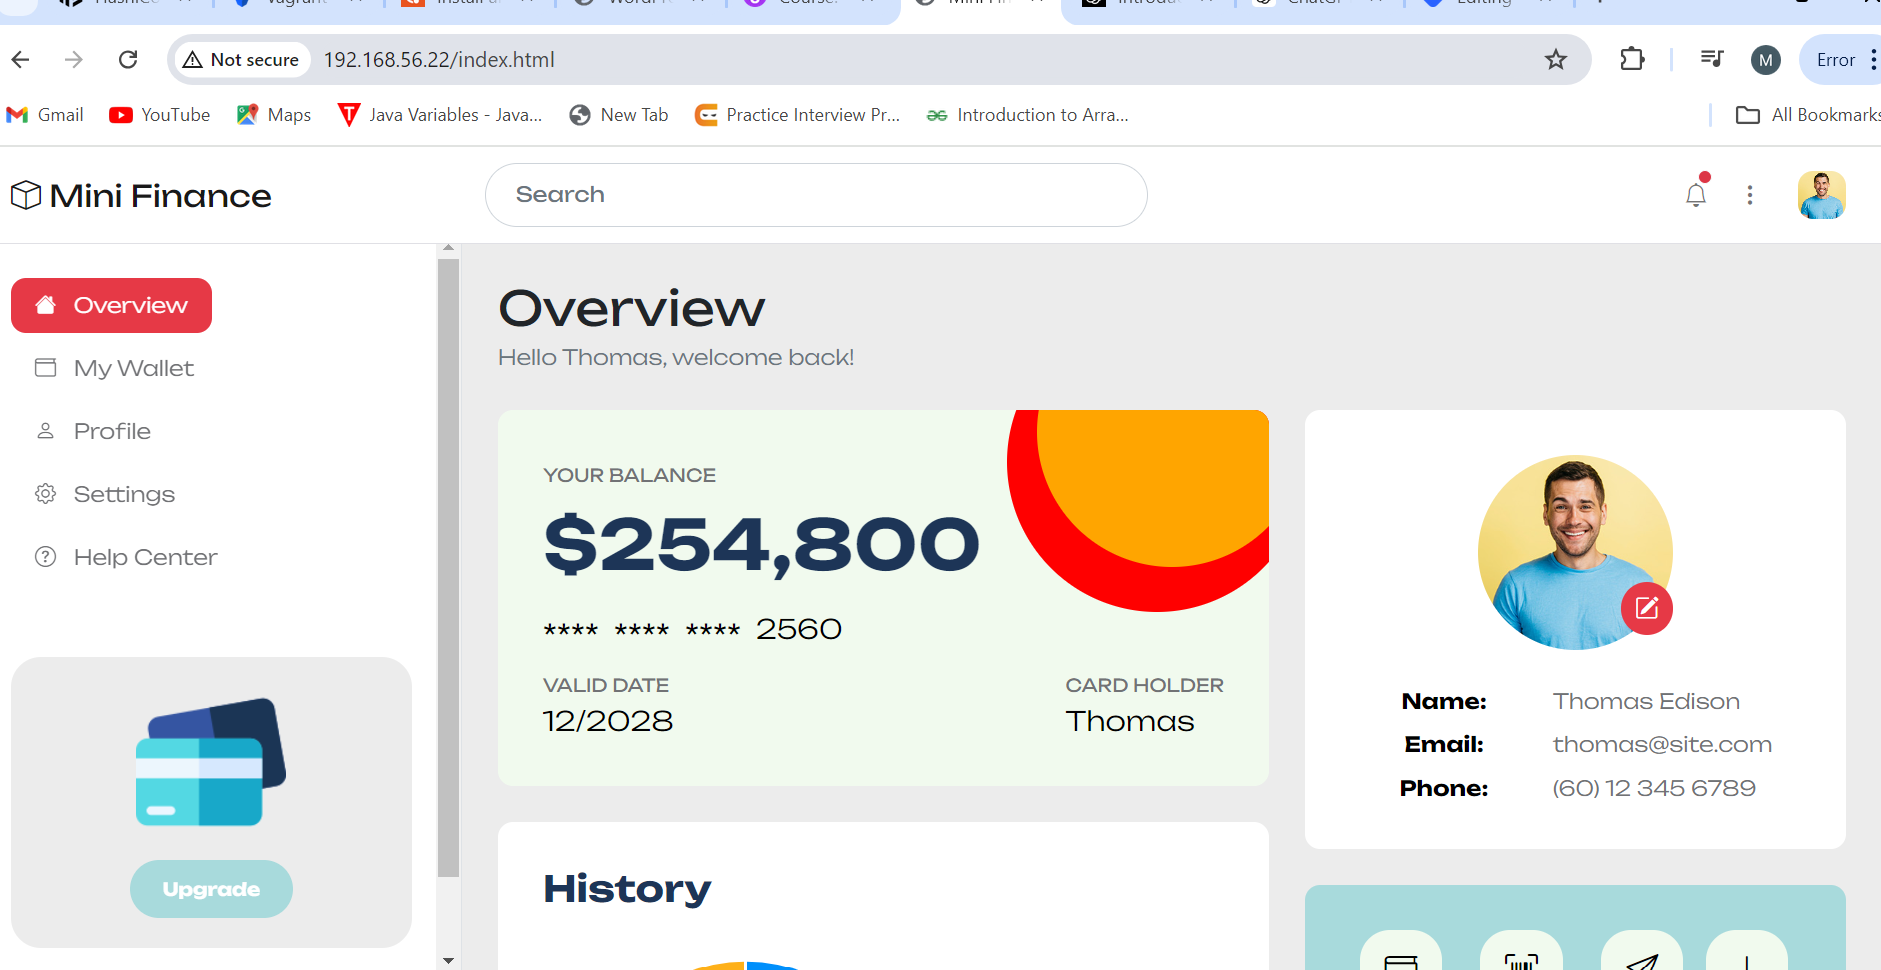 Not secure
192.168.56.22/index.html
M
Error
Gmail
YouTube
Maps
Java Variables - Java...
New Tab
Practice Interview Pr...
Introduction to Arra...
All Bookmarks
Mini Finance
Search
Overview
My Wallet
Profile
Settings
Help Center
Upgrade
Overview
Hello Thomas, welcome back!
YOUR BALANCE
$254,800
**** **** **** 2560
VALID DATE
12/2028
CARD HOLDER
Thomas
History
Name: Thomas Edison
Email: thomas@site.com
Phone: (60) 12 345 6789